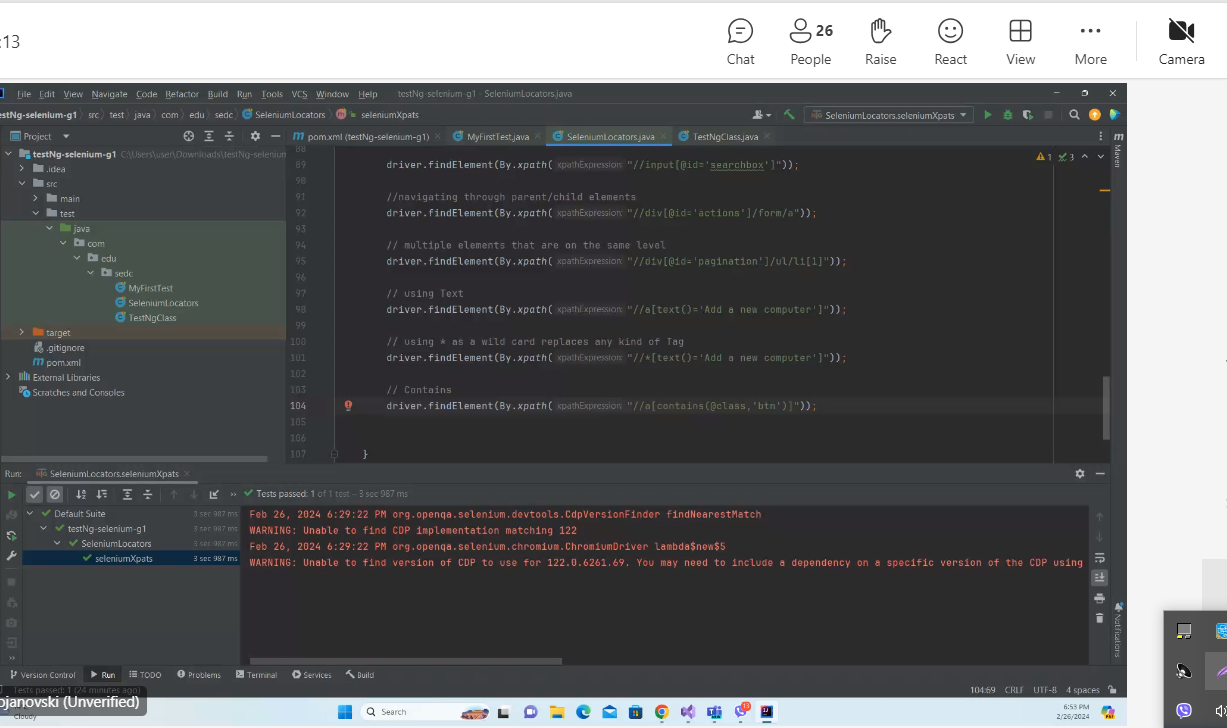 :13
26
Chat
People
Raise
React
View
More
Camera
File Edit View Navigate Code Refactor Build Run Tools VCS Window Help testNg-selenium-g1 - SeleniumLocators.java
estNg-selenium-g1 src test java com edu sedc SeleniumLocators seleniumXpats
SeleniumLocators.seleniumXpats
Project
pom.xml (testNg-selenium-g1)
MyFirstTest.java
SeleniumLocators.java
TestNgClass.java
Maven
testNg-selenium-g1 C:\Users\user\Downloads\testNg-selenium
.idea
src
main
test
java
com
edu
sedc
MyFirstTest
SeleniumLocators
TestNgClass
target
.gitignore
pom.xml
External Libraries
Scratches and Consoles
1 3
88
89 driver.findElement(By.xpath( xpathExpression: "//input[@id='searchbox']"));
90
91 //navigating through parent/child elements
92 driver.findElement(By.xpath( xpathExpression: "//div[@id='actions']/form/a"));
93
94 // multiple elements that are on the same level
95 driver.findElement(By.xpath( xpathExpression: "//div[@id='pagination']/ul/li[1]"));
96
97 // using Text
98 driver.findElement(By.xpath( xpathExpression: "//a[text()='Add a new computer']"));
99
100 // using * as a wild card replaces any kind of Tag
101 driver.findElement(By.xpath( xpathExpression: "//*[text()='Add a new computer']"));
102
103 // Contains
104 driver.findElement(By.xpath( xpathExpression: "//a[contains(@class,'btn')]"));
105
106
107 }
Run: SeleniumLocators.seleniumXpats
Tests passed: 1 of 1 test – 3 sec 987 ms
Default Suite 3 sec 987 ms
testNg-selenium-g1 3 sec 987 ms
SeleniumLocators 3 sec 987 ms
seleniumXpats 3 sec 987 ms
Feb 26, 2024 6:29:22 PM org.openqa.selenium.devtools.CdpVersionFinder findNearestMatch
WARNING: Unable to find CDP implementation matching 122
Feb 26, 2024 6:29:22 PM org.openqa.selenium.chromium.ChromiumDriver lambda$new$5
WARNING: Unable to find version of CDP to use for 122.0.6261.69. You may need to include a dependency on a specific version of the CDP using
Notifications
Version Control Run TODO Problems Terminal Services Build
Tests passed: 1 (24 minutes ago)
104:69 CRLF UTF-8 4 spaces
ojanovski (Unverified)
Cloudy
Search
6:53 PM
2/26/2024